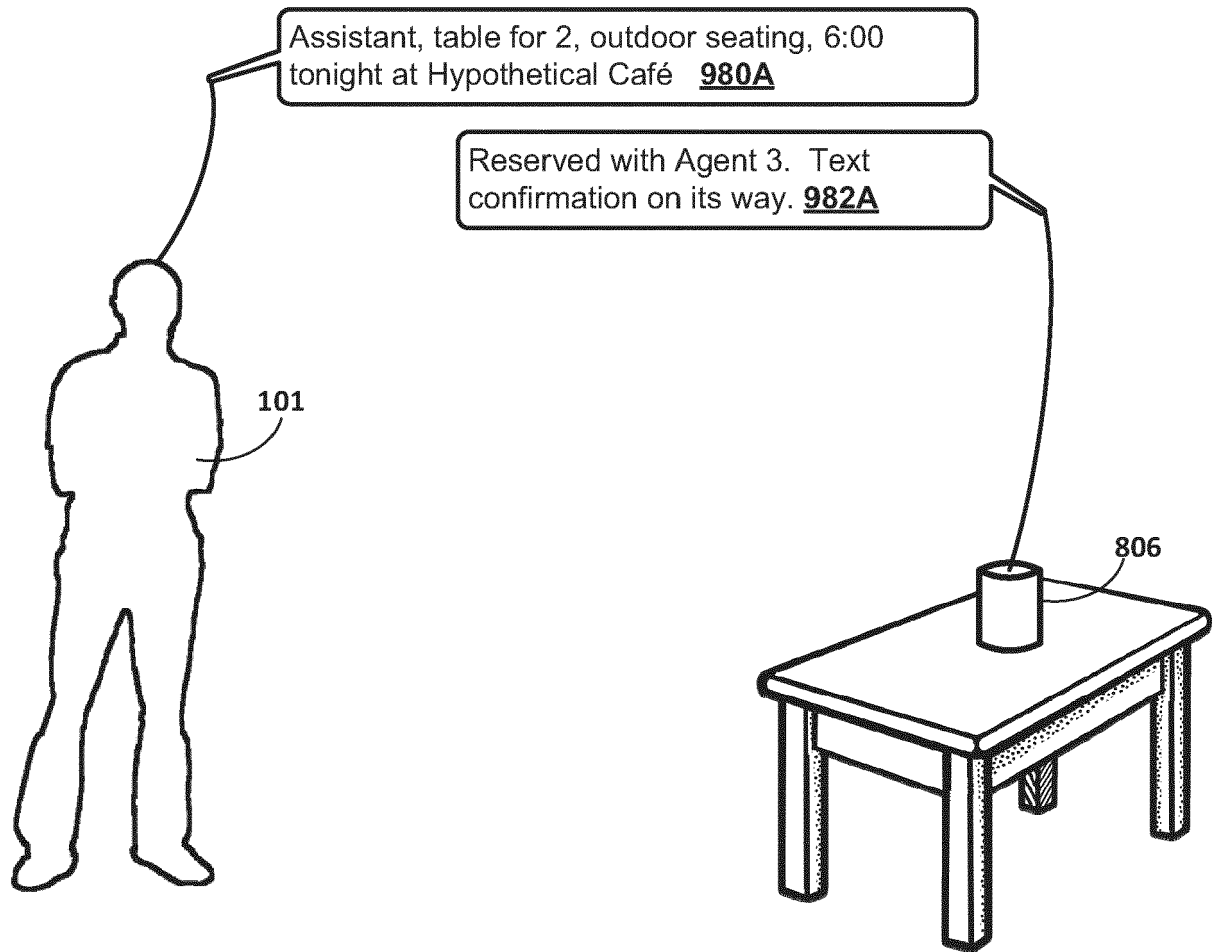 Assistant, table for 2, outdoor seating, 6:00
tonight at Hypothetical Café 980A
Reserved with Agent 3. Text
confirmation on its way. 982A
101
806